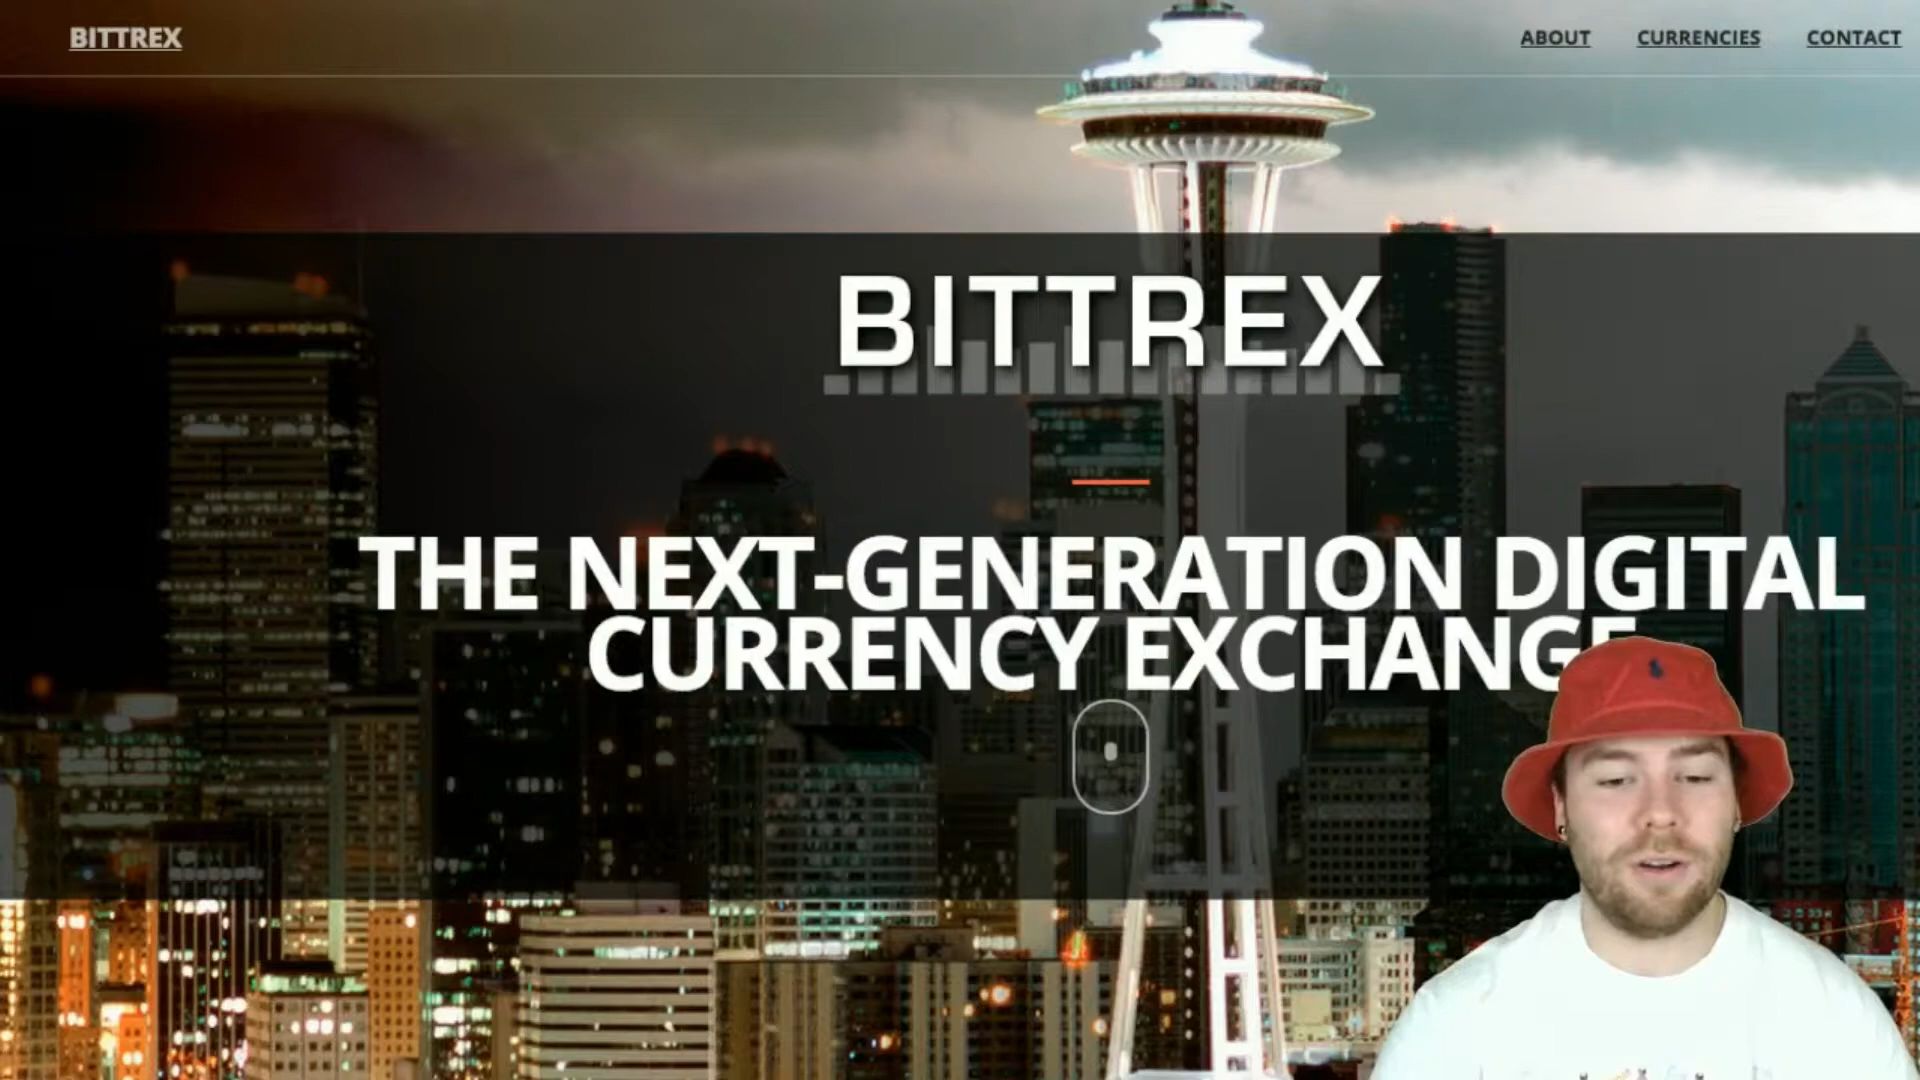 BITTREX
ABOUT CURRENCIES CONTACT
BITTREX
THE NEXT-GENERATION DIGITAL
CURRENCY EXCHANGE